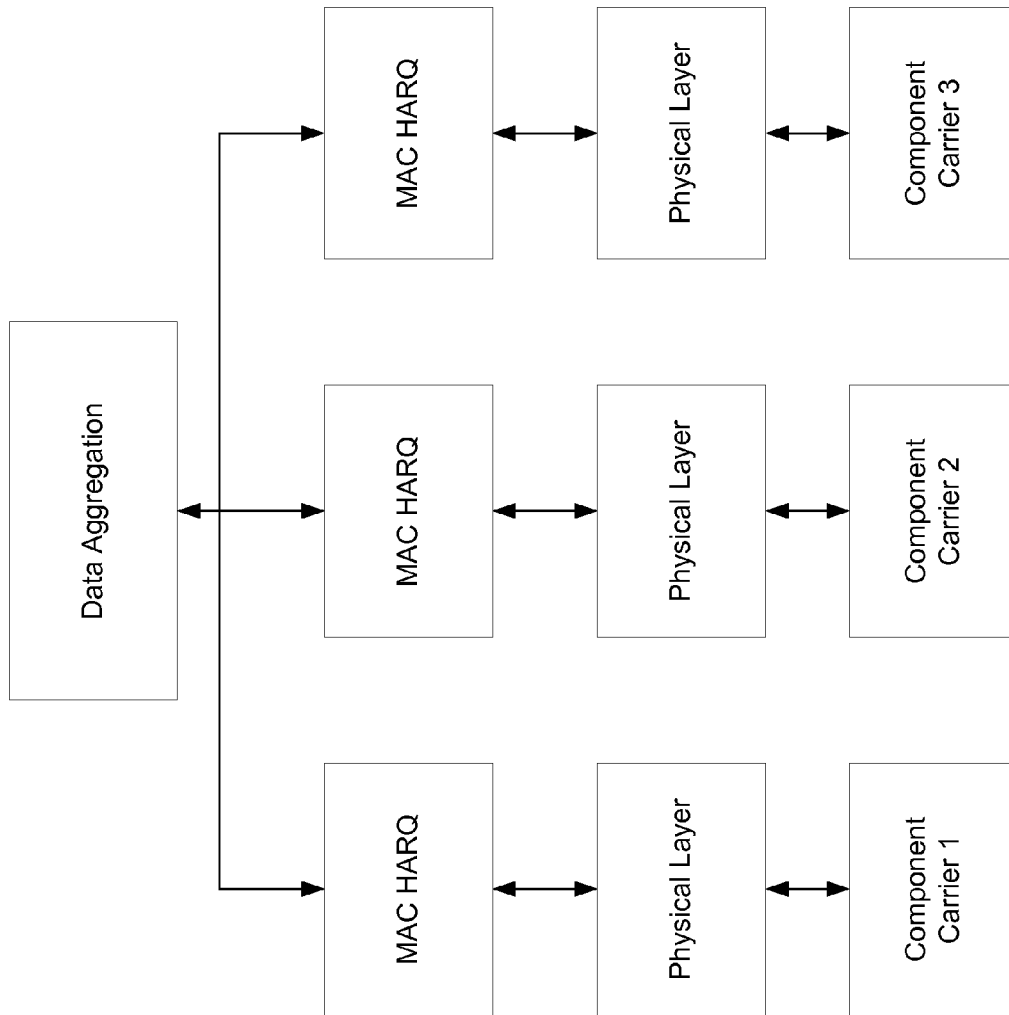 Data Aggregation
MAC HARQ
MAC HARQ
MAC HARQ
Physical Layer
Physical Layer
Physical Layer
Component
Carrier 1
Component
Carrier 2
Component
Carrier 3